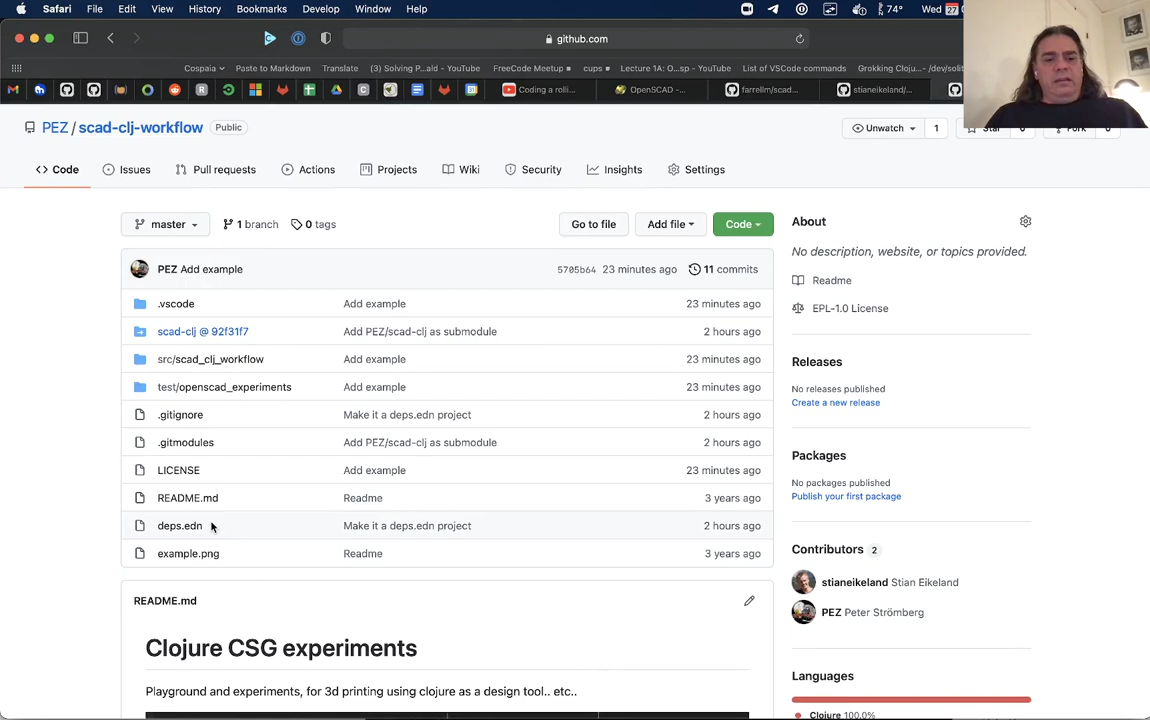 Safari File Edit View History Bookmarks Develop Window Help 74° Wed 27
github.com
Cospaia Paste to Markdown Translate (3) Solving P...ald - YouTube FreeCode Meetup cups Lecture 1A: O...sp - YouTube List of VSCode commands Grokking Cloju... - /dev/solit
Coding a rolli... OpenSCAD -... farrellm/scad... stianeikeland/...
PEZ / scad-clj-workflow Public
Unwatch 1 Star 0 Fork 0
Code Issues Pull requests Actions Projects Wiki Security Insights Settings
master 1 branch 0 tags Go to file Add file Code
PEZ Add example 5705b64 23 minutes ago 11 commits
.vscode Add example 23 minutes ago
scad-clj @ 92f31f7 Add PEZ/scad-clj as submodule 2 hours ago
src/scad_clj_workflow Add example 23 minutes ago
test/openscad_experiments Add example 23 minutes ago
.gitignore Make it a deps.edn project 2 hours ago
.gitmodules Add PEZ/scad-clj as submodule 2 hours ago
LICENSE Add example 23 minutes ago
README.md Readme 3 years ago
deps.edn Make it a deps.edn project 2 hours ago
example.png Readme 3 years ago
README.md
Clojure CSG experiments
Playground and experiments, for 3d printing using clojure as a design tool.. etc..
About
No description, website, or topics provided.
Readme
EPL-1.0 License
Releases
No releases published
Create a new release
Packages
No packages published
Publish your first package
Contributors 2
stianeikeland Stian Eikeland
PEZ Peter Strömberg
Languages
Clojure 100.0%